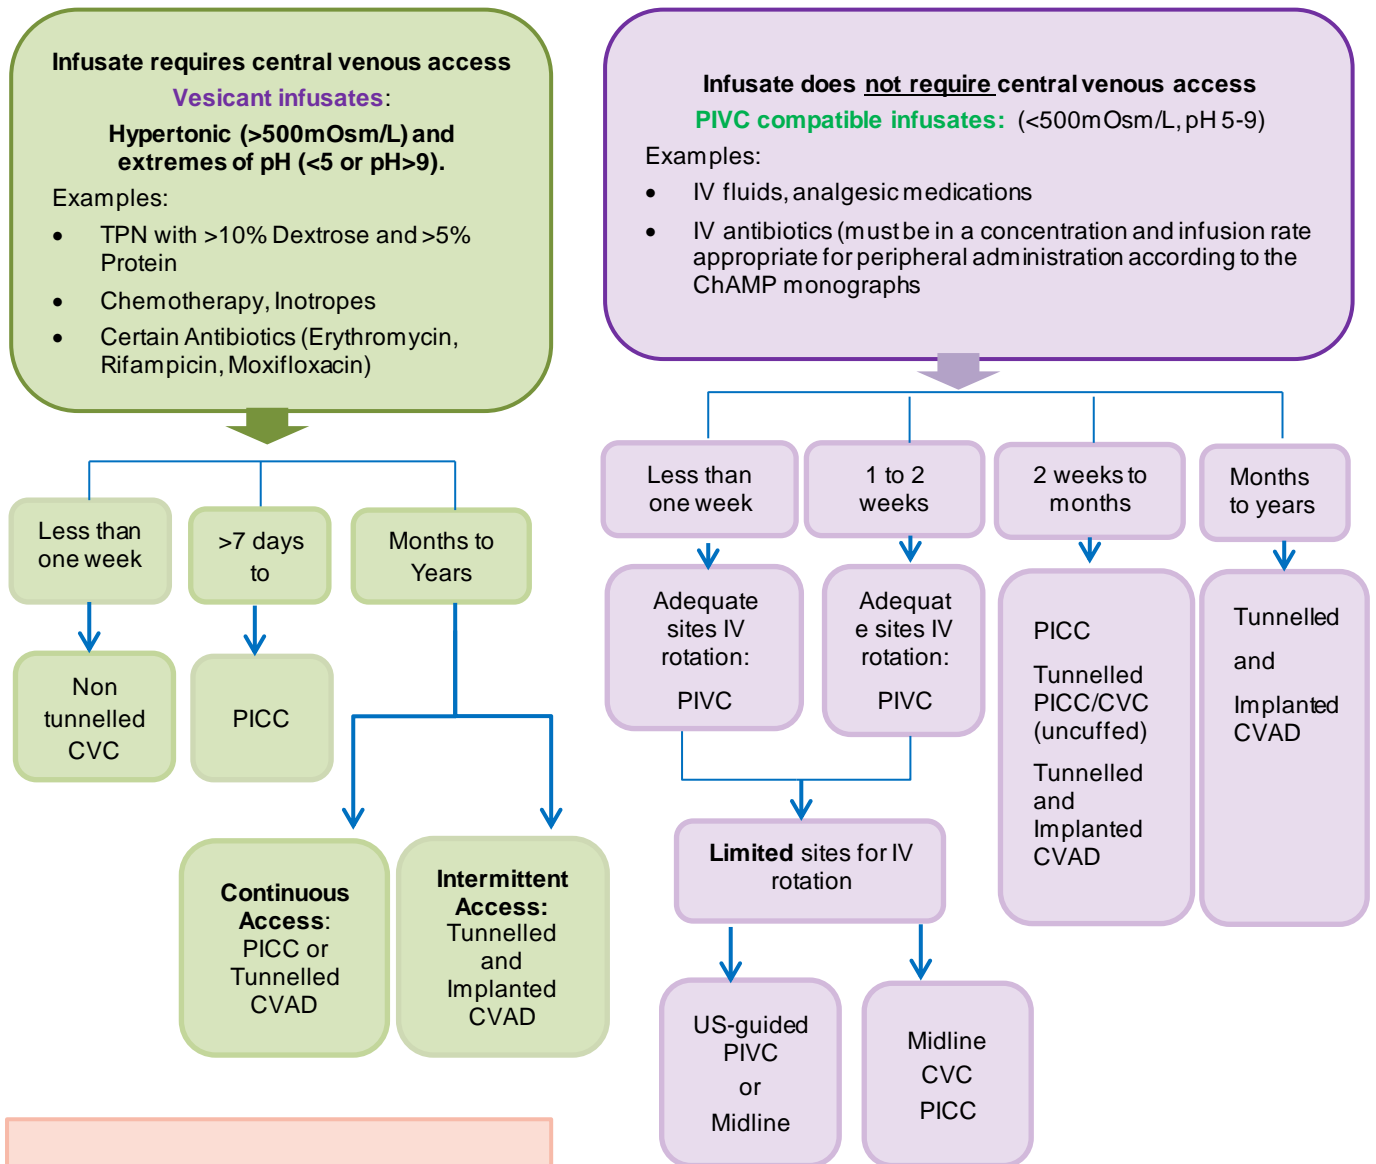 Infusate requires central venous access
Vesicant infusates:
Hypertonic (>500mOsm/L) and
extremes of pH (<5 or pH>9).
Examples:
• TPN with >10% Dextrose and >5%
Protein
• Chemotherapy, Inotropes
• Certain Antibiotics (Erythromycin,
Rifampicin, Moxifloxacin)
Less than
one week
>7 days
to
Months to
Years
Non
tunnelled
CVC
PICC
Continuous
Access:
PICC or
Tunnelled
CVAD
Intermittent
Access:
Tunnelled
and
Implanted
CVAD
Infusate does not require central venous access
PIVC compatible infusates: (<500mOsm/L, pH 5-9)
Examples:
• IV fluids, analgesic medications
• IV antibiotics (must be in a concentration and infusion rate
appropriate for peripheral administration according to the
ChAMP monographs
Less than
one week
1 to 2
weeks
2 weeks to
months
Months
to years
Adequate
sites IV
rotation:
PIVC
Adequat
e sites IV
rotation:
PIVC
PICC
Tunnelled
PICC/CVC
(uncuffed)
Tunnelled
and
Implanted
CVAD
Tunnelled
and
Implanted
CVAD
Limited sites for IV
rotation
US-guided
PIVC
or
Midline
Midline
CVC
PICC